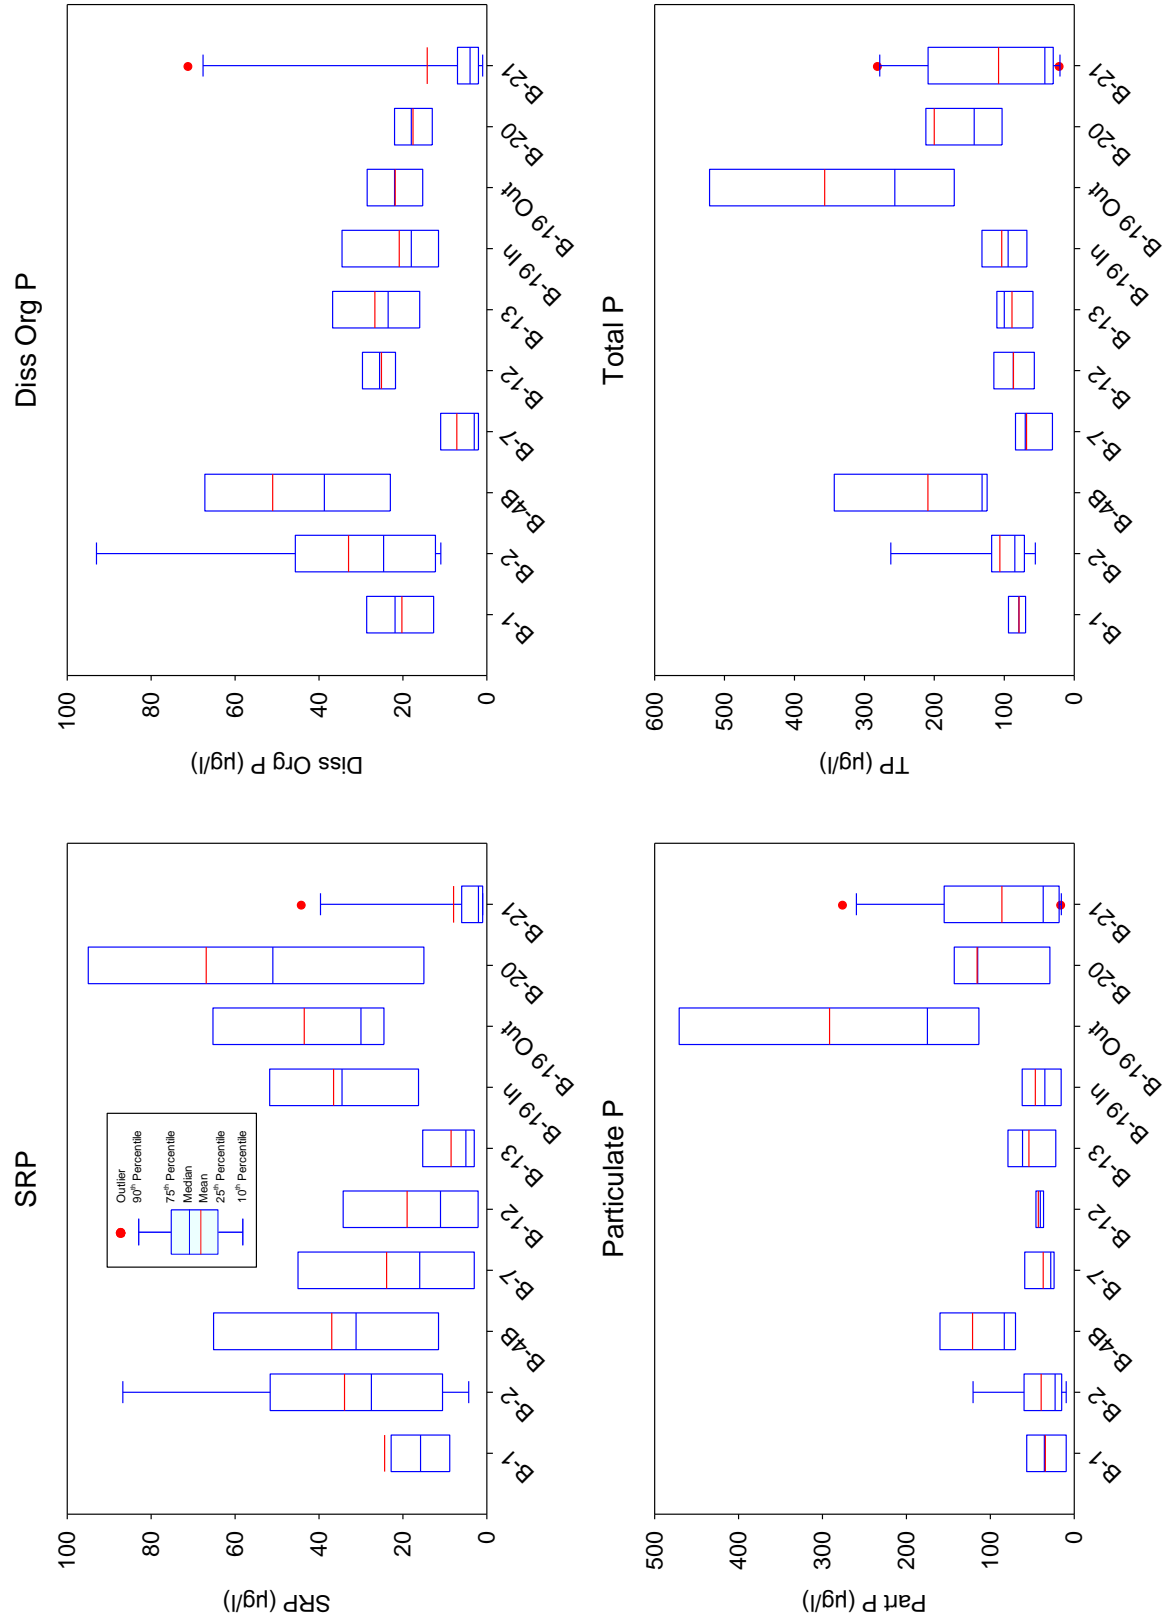 SRP
SRP (µg/l)
100
80
60
40
20
0
B-1
B-2
B-4B
B-7
B-12
B-13
B-19 In
B-19 Out
B-20
B-21
Outlier
90th Percentile
75th Percentile
Median
Mean
25th Percentile
10th Percentile
Diss Org P
Diss Org P (µg/l)
100
80
60
40
20
0
B-1
B-2
B-4B
B-7
B-12
B-13
B-19 In
B-19 Out
B-20
B-21
Particulate P
Part P (µg/l)
500
400
300
200
100
0
B-1
B-2
B-4B
B-7
B-12
B-13
B-19 In
B-19 Out
B-20
B-21
Total P
TP (µg/l)
600
500
400
300
200
100
0
B-1
B-2
B-4B
B-7
B-12
B-13
B-19 In
B-19 Out
B-20
B-21